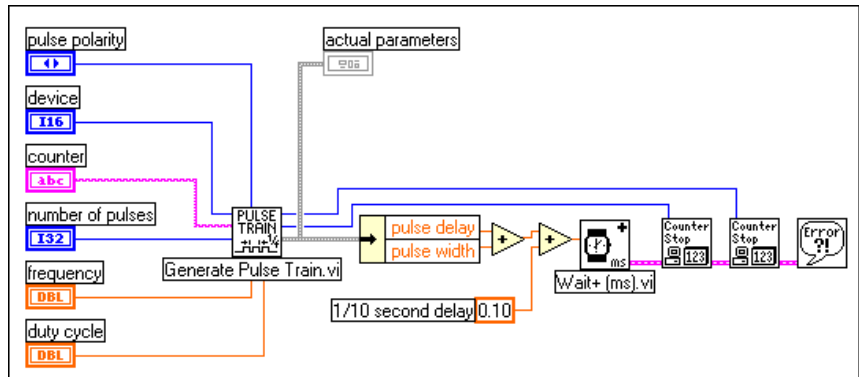 pulse polarity
actual parameters
device
I16
counter
abc
number of pulses
I32
PULSE
TRAIN
Generate Pulse Train.vi
frequency
DBL
duty cycle
DBL
pulse delay
pulse width
1/10 second delay 0.10
ms
Wait+ (ms).vi
Counter
Stop
123
Counter
Stop
123
Error
?!